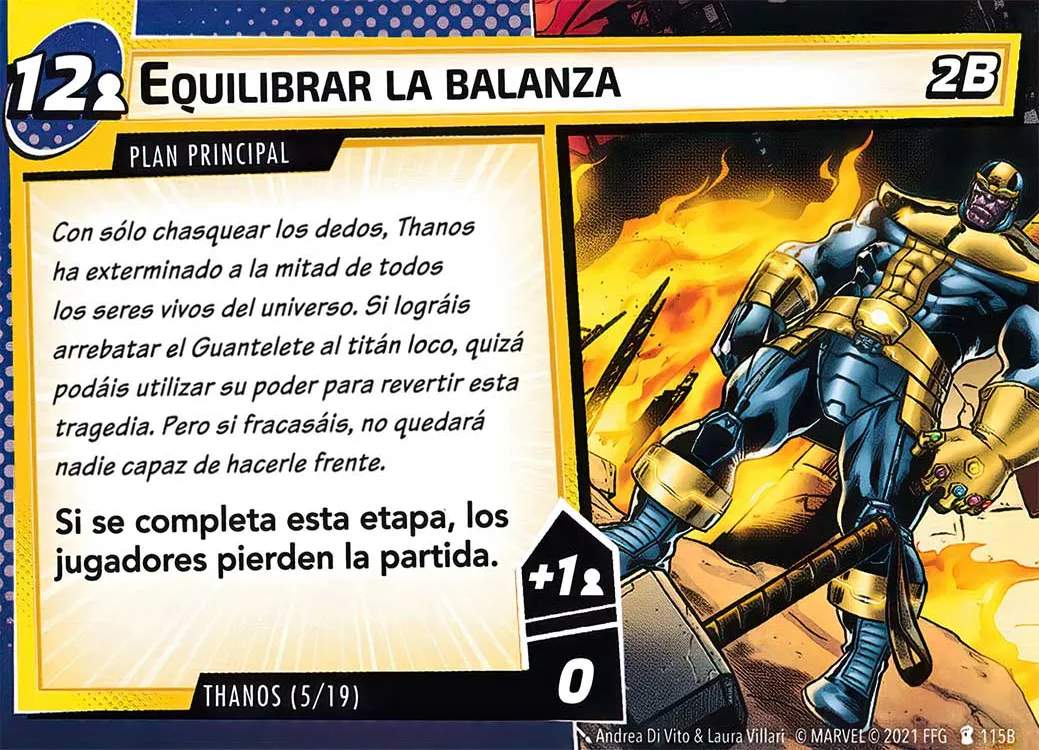 12 EQUILIBRAR LA BALANZA 2B
PLAN PRINCIPAL
Con sólo chasquear los dedos, Thanos
ha exterminado a la mitad de todos
los seres vivos del universo. Si lográis
arrebatar el Guantelete al titán loco, quizá
podáis utilizar su poder para revertir esta
tragedia. Pero si fracasáis, no quedará
nadie capaz de hacerle frente.
Si se completa esta etapa, los
jugadores pierden la partida.
+1
0
THANOS (5/19)
Andrea Di Vito & Laura Villari © MARVEL © 2021 FFG 115B